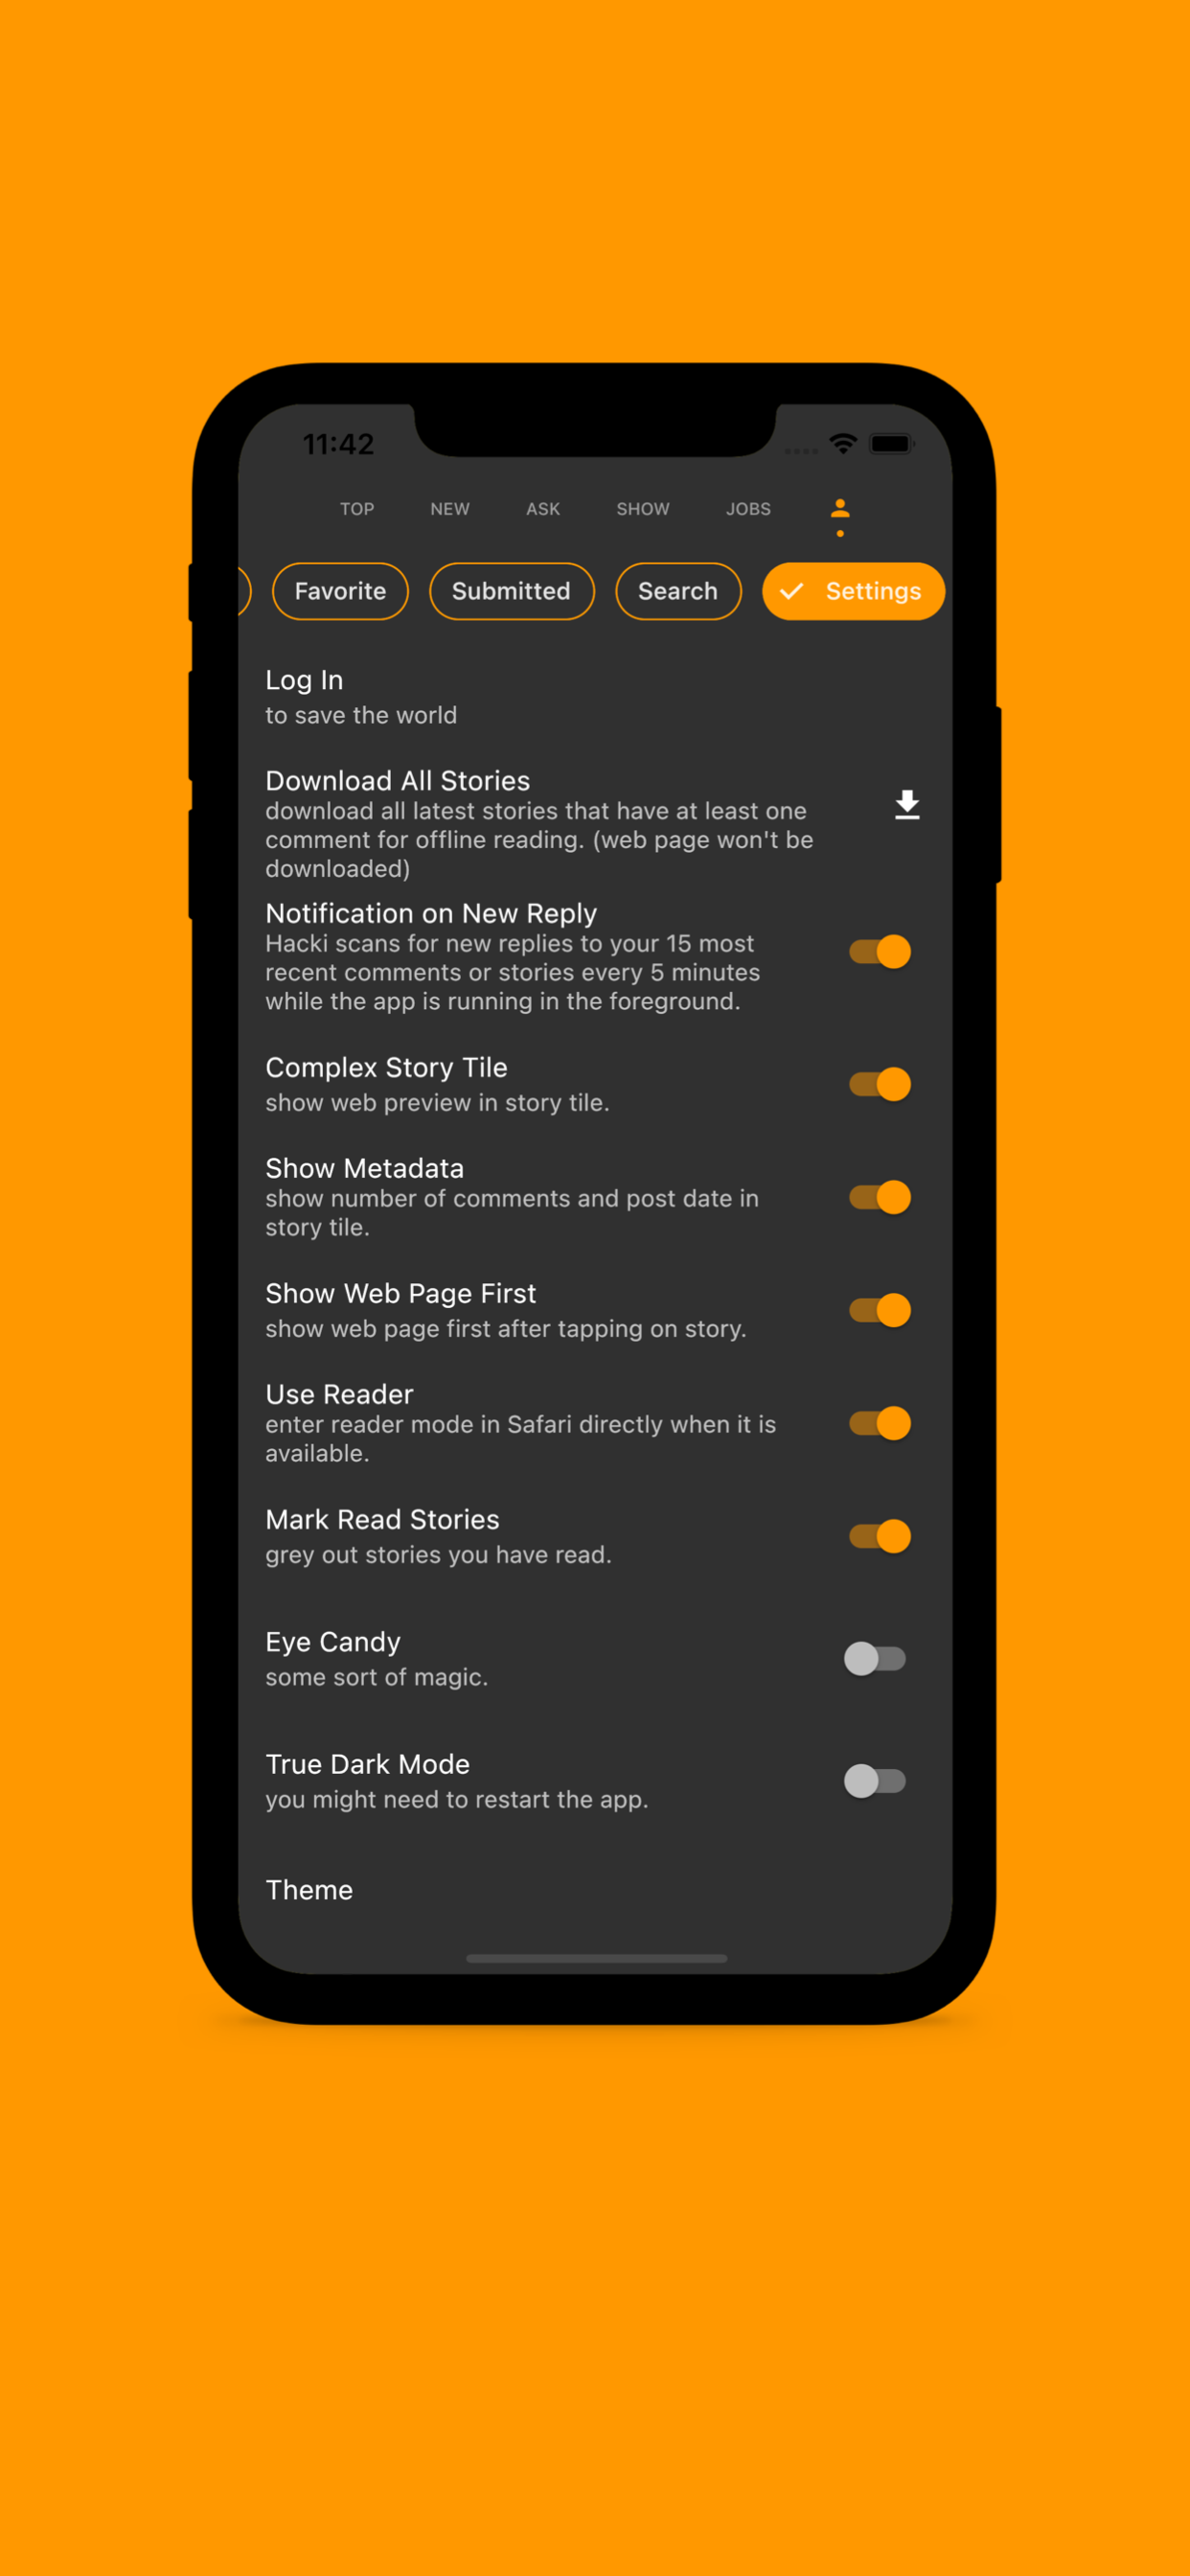 11:42
TOP NEW ASK SHOW JOBS
Favorite Submitted Search Settings
Log In
to save the world
Download All Stories
download all latest stories that have at least one
comment for offline reading. (web page won't be
downloaded)
Notification on New Reply
Hacki scans for new replies to your 15 most
recent comments or stories every 5 minutes
while the app is running in the foreground.
Complex Story Tile
show web preview in story tile.
Show Metadata
show number of comments and post date in
story tile.
Show Web Page First
show web page first after tapping on story.
Use Reader
enter reader mode in Safari directly when it is
available.
Mark Read Stories
grey out stories you have read.
Eye Candy
some sort of magic.
True Dark Mode
you might need to restart the app.
Theme